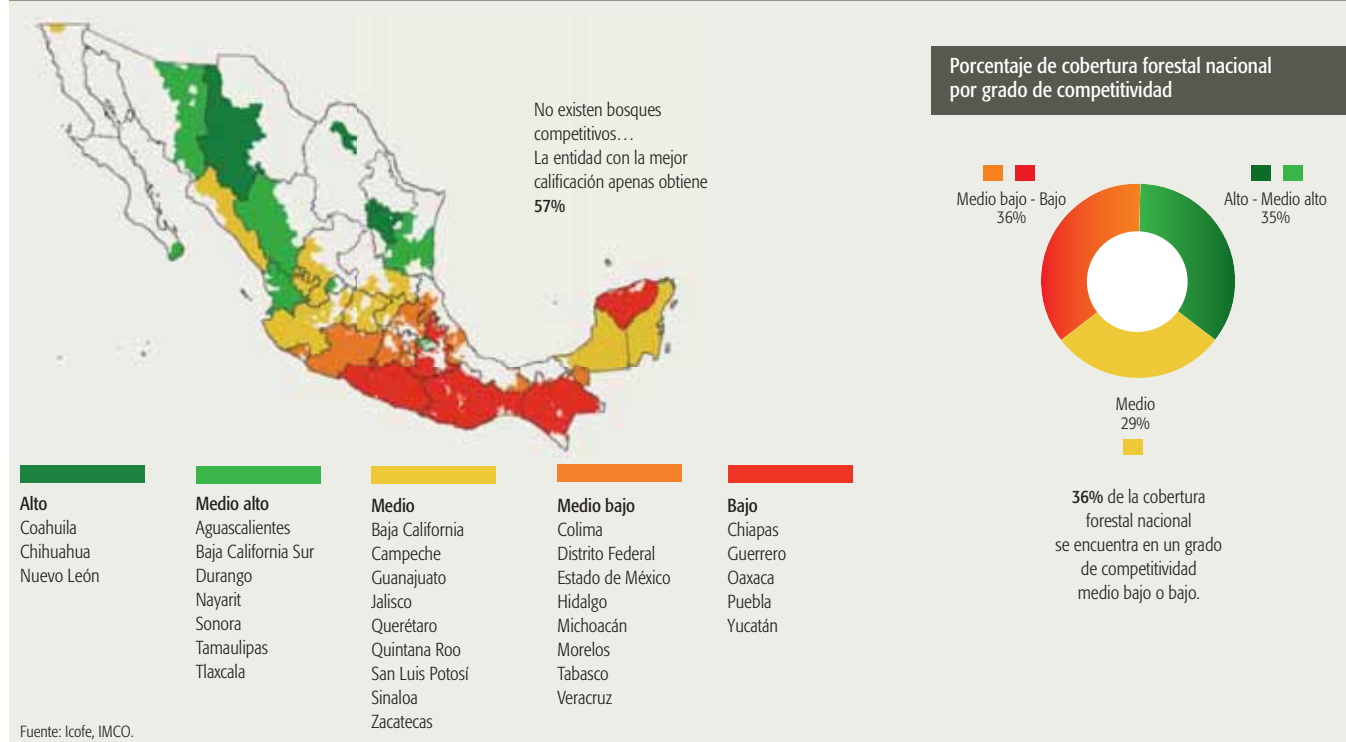 No existen bosques
competitivos…
La entidad con la mejor
calificación apenas obtiene
57%
Porcentaje de cobertura forestal nacional
por grado de competitividad
Medio bajo - Bajo
36%
Alto - Medio alto
35%
Medio
29%
36% de la cobertura
forestal nacional
se encuentra en un grado
de competitividad
medio bajo o bajo.
Alto
Coahuila
Chihuahua
Nuevo León
Medio alto
Aguascalientes
Baja California Sur
Durango
Nayarit
Sonora
Tamaulipas
Tlaxcala
Medio
Baja California
Campeche
Guanajuato
Jalisco
Querétaro
Quintana Roo
San Luis Potosí
Sinaloa
Zacatecas
Medio bajo
Colima
Distrito Federal
Estado de México
Hidalgo
Michoacán
Morelos
Tabasco
Veracruz
Bajo
Chiapas
Guerrero
Oaxaca
Puebla
Yucatán
Fuente: Icofe, IMCO.